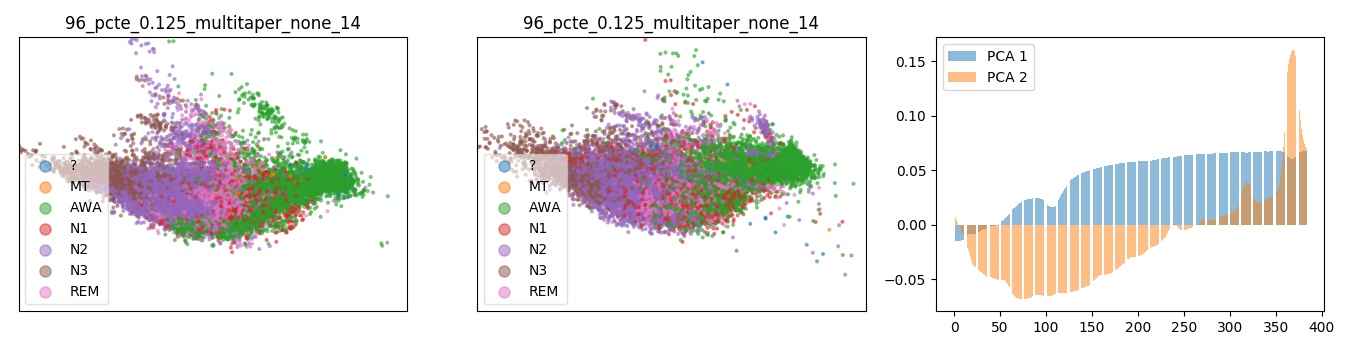 96_pcte_0.125_multitaper_none_14
?
MT
AWA
N1
N2
N3
REM
96_pcte_0.125_multitaper_none_14
?
MT
AWA
N1
N2
N3
REM
PCA 1
PCA 2
0.15
0.10
0.05
0.00
−0.05
0 50 100 150 200 250 300 350 400